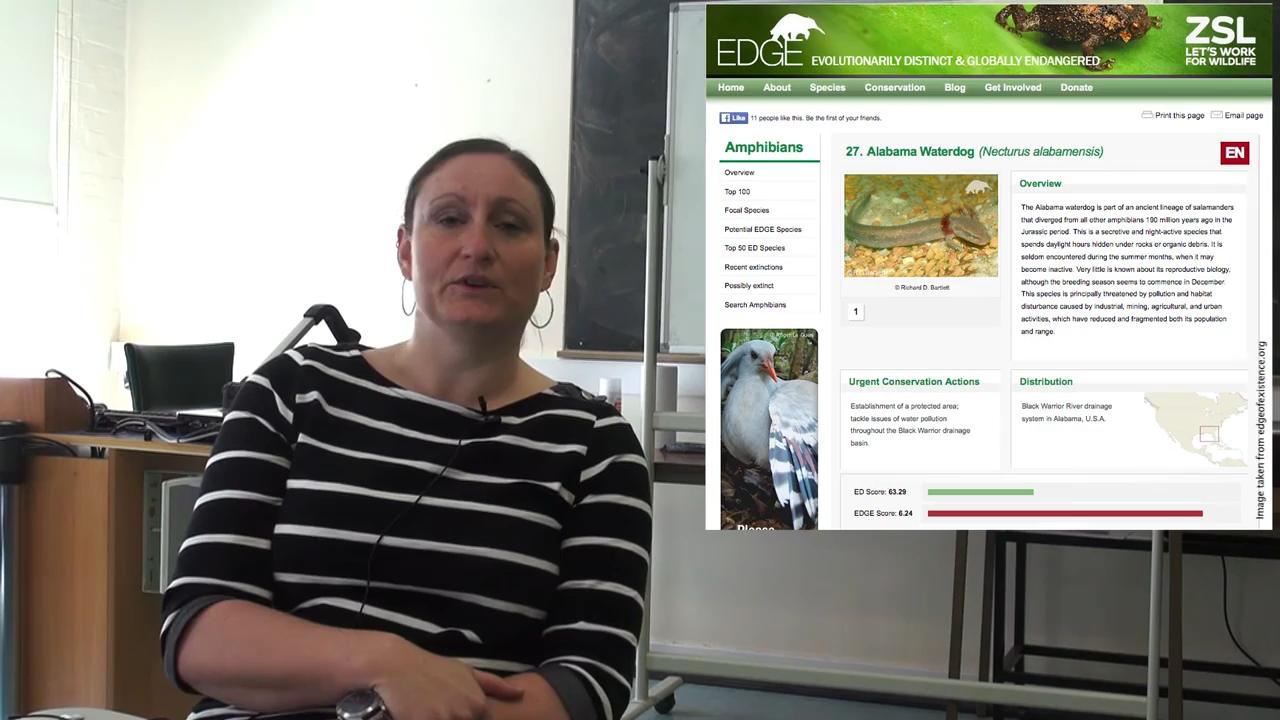 EDGE EVOLUTIONARILY DISTINCT & GLOBALLY ENDANGERED
ZSL
LET'S WORK
FOR WILDLIFE
Home About Species Conservation Blog Get Involved Donate
Like 11 people like this. Be the first of your friends.
Print this page Email page
Amphibians
Overview
Top 100
Focal Species
Potential EDGE Species
Top 50 ED Species
Recent extinctions
Possibly extinct
Search Amphibians
Please
27. Alabama Waterdog (Necturus alabamensis)
EN
© Richard D. Bartlett
1
Overview
The Alabama waterdog is part of an ancient lineage of salamanders
that diverged from all other amphibians 190 million years ago in the
Jurassic period. This is a secretive and night-active species that
spends daylight hours hidden under rocks or organic debris. It is
seldom encountered during the summer months, when it may
become inactive. Very little is known about its reproductive biology,
although the breeding season seems to commence in December.
This species is principally threatened by pollution and habitat
disturbance caused by industrial, mining, agricultural, and urban
activities, which have reduced and fragmented both its population
and range.
Urgent Conservation Actions
Establishment of a protected area;
tackle issues of water pollution
throughout the Black Warrior drainage
basin.
Distribution
Black Warrior River drainage
system in Alabama, U.S.A.
ED Score: 63.29
EDGE Score: 6.24
Image taken from edgeofexistence.org